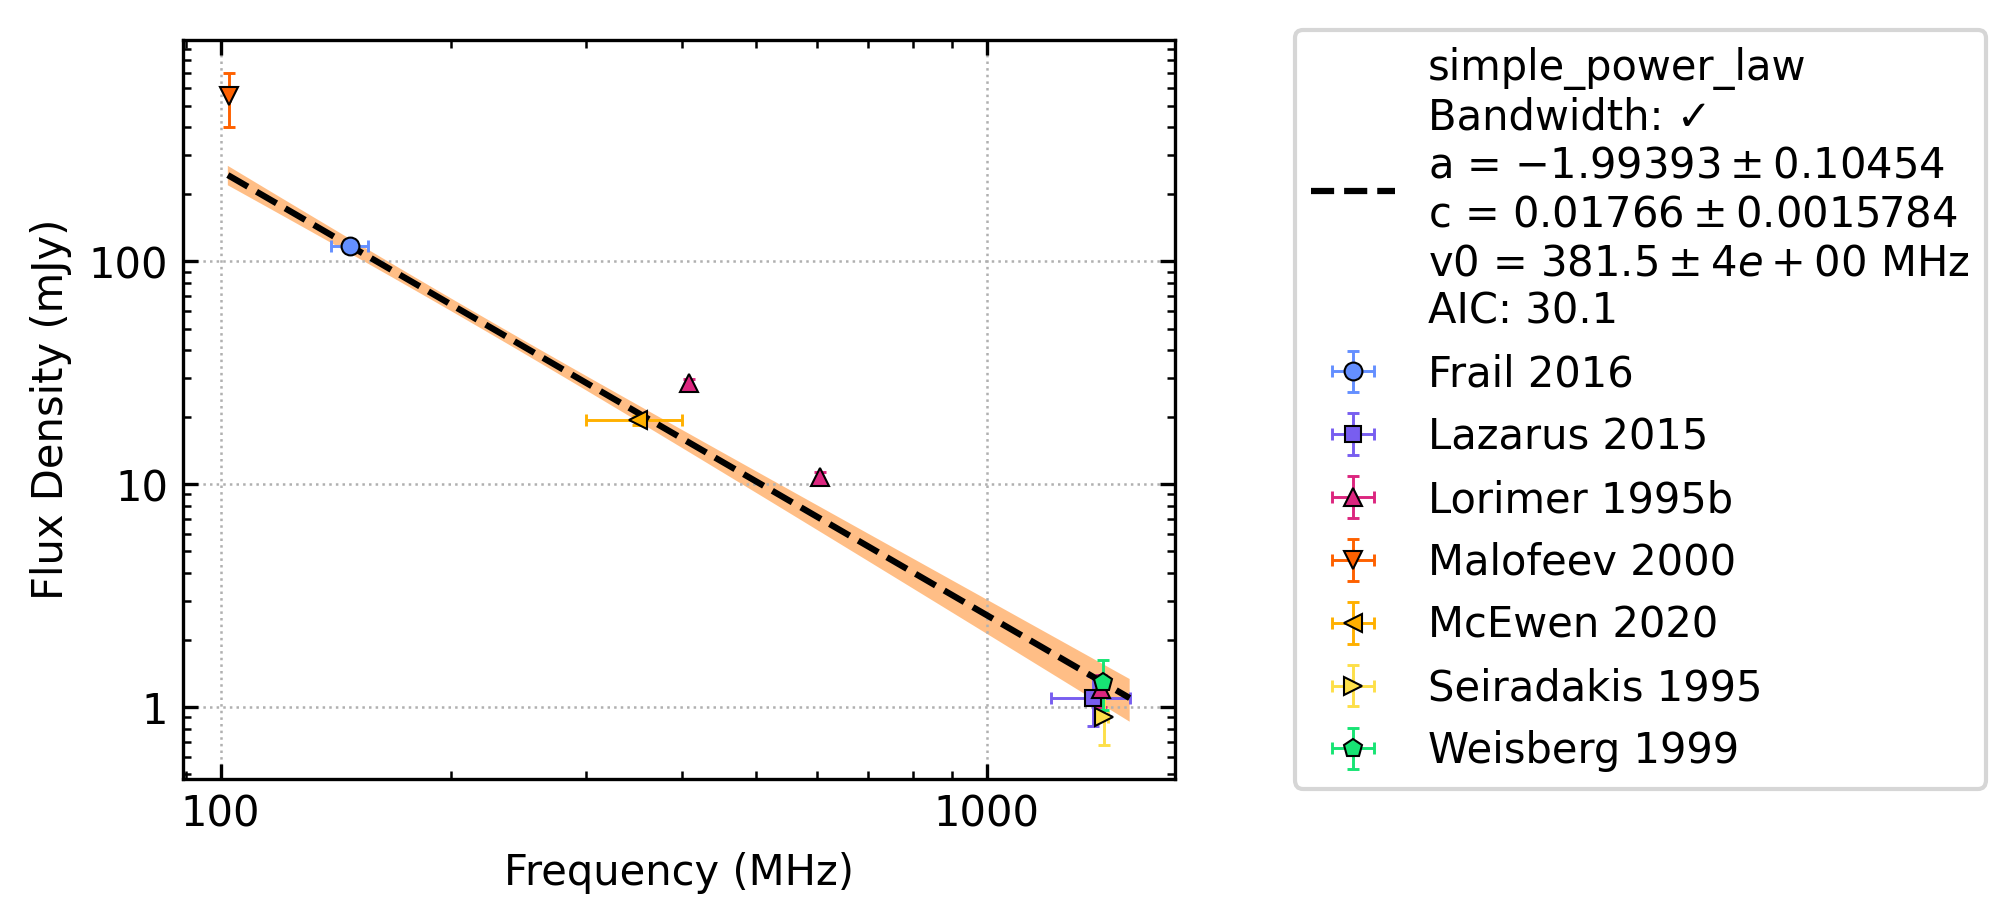 Flux Density (mJy)
100
10
1
100
1000
Frequency (MHz)
simple_power_law
Bandwidth: ✓
a = −1.99393 ± 0.10454
c = 0.01766 ± 0.0015784
v0 = 381.5 ± 4e + 00 MHz
AIC: 30.1
Frail 2016
Lazarus 2015
Lorimer 1995b
Malofeev 2000
McEwen 2020
Seiradakis 1995
Weisberg 1999